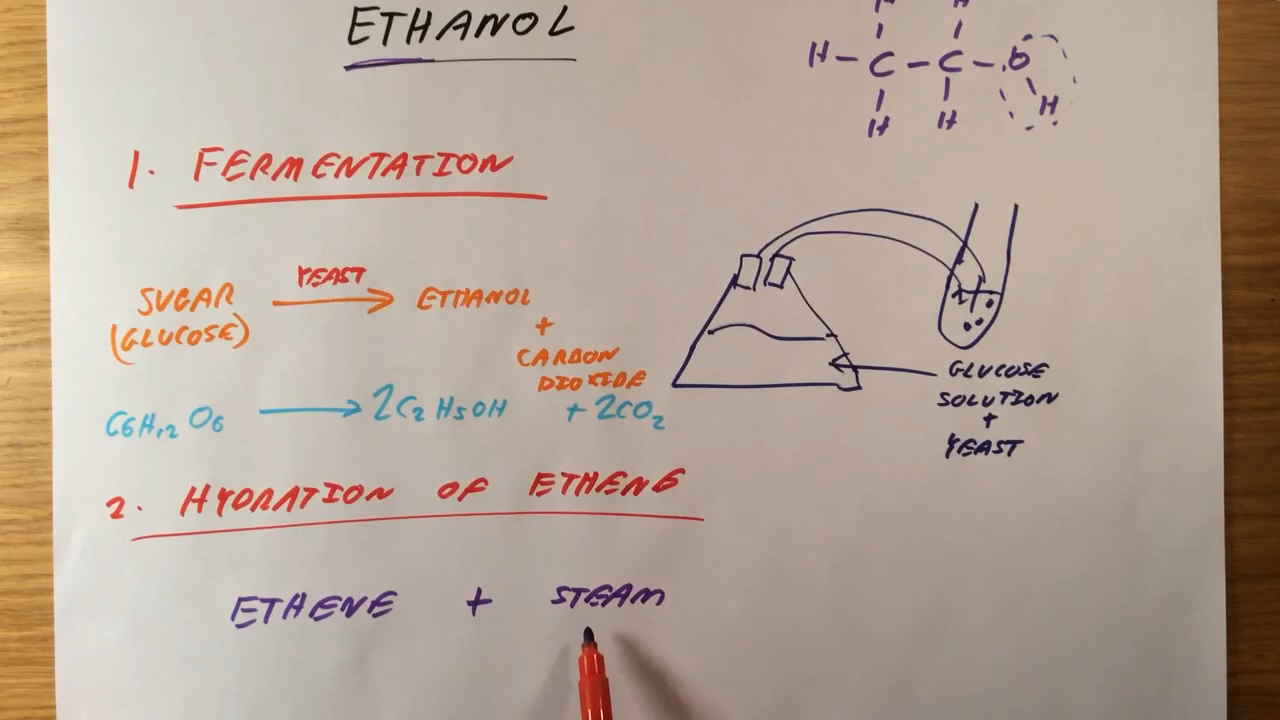 ETHANOL
H H
H-C-C-O
H H H
1. FERMENTATION
YEAST
SUGAR → ETHANOL
(GLUCOSE)
+
CARBON
DIOXIDE
C6H12O6 → 2C2H5OH + 2CO2
GLUCOSE
SOLUTION
+
YEAST
2. HYDRATION OF ETHENE
ETHENE + STEAM